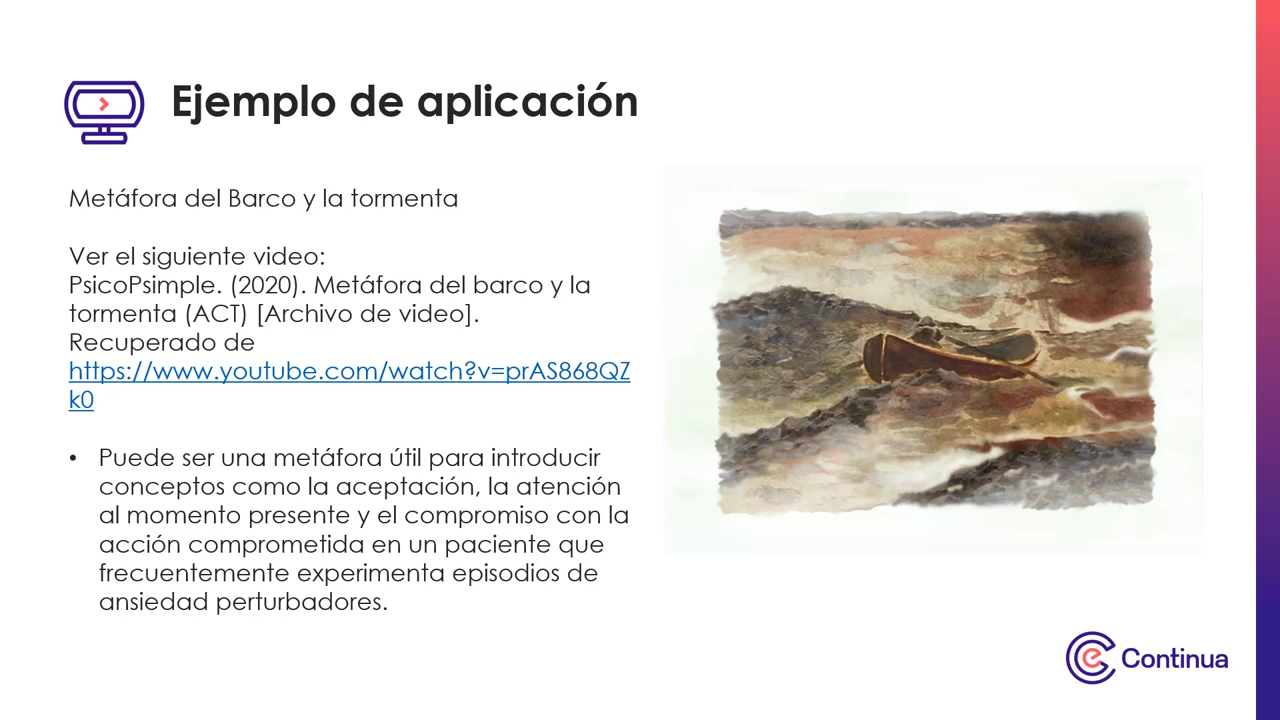 Ejemplo de aplicación
Metáfora del Barco y la tormenta
Ver el siguiente video:
PsicoPsimple. (2020). Metáfora del barco y la
tormenta (ACT) [Archivo de video].
Recuperado de
https://www.youtube.com/watch?v=prAS868QZ
k0
• Puede ser una metáfora útil para introducir
conceptos como la aceptación, la atención
al momento presente y el compromiso con la
acción comprometida en un paciente que
frecuentemente experimenta episodios de
ansiedad perturbadores.
Continua